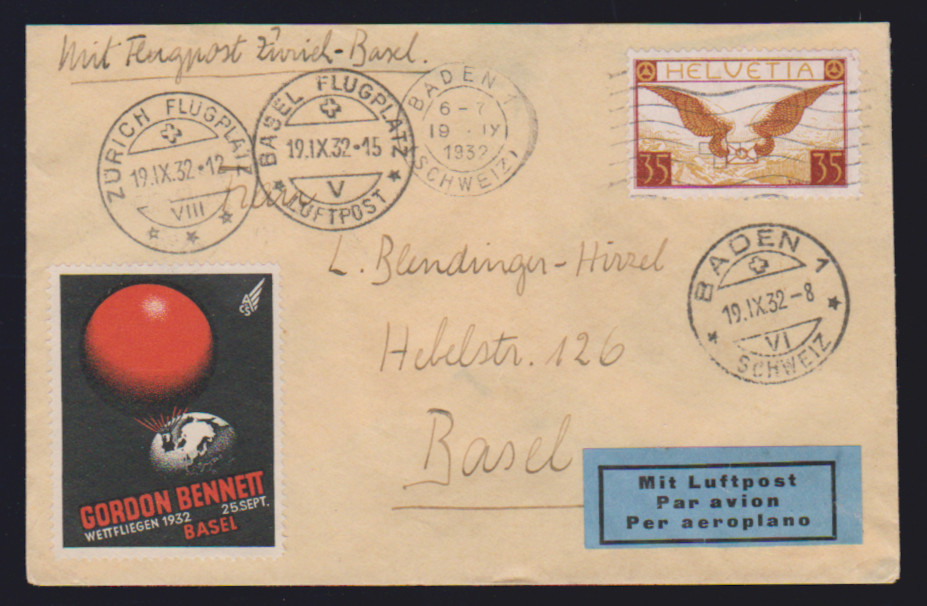 Mit Flugpost Zürich-Basel.
ZÜRICH FLUGPLATZ
19.IX.32•12
VIII
BASEL FLUGPLATZ
19.IX.32•15
V
LUFTPOST
BADEN 1
6-7
19. IX
1932
(SCHWEIZ)
HELVETIA
35 35
Herrn
L. Blendinger-Hirzel
Hebelstr. 126
Basel
BADEN 1
19.IX.32-8
VI
SCHWEIZ
GORDON BENNETT
WETTFLIEGEN 1932 25.SEPT.
BASEL
Mit Luftpost
Par avion
Per aeroplano